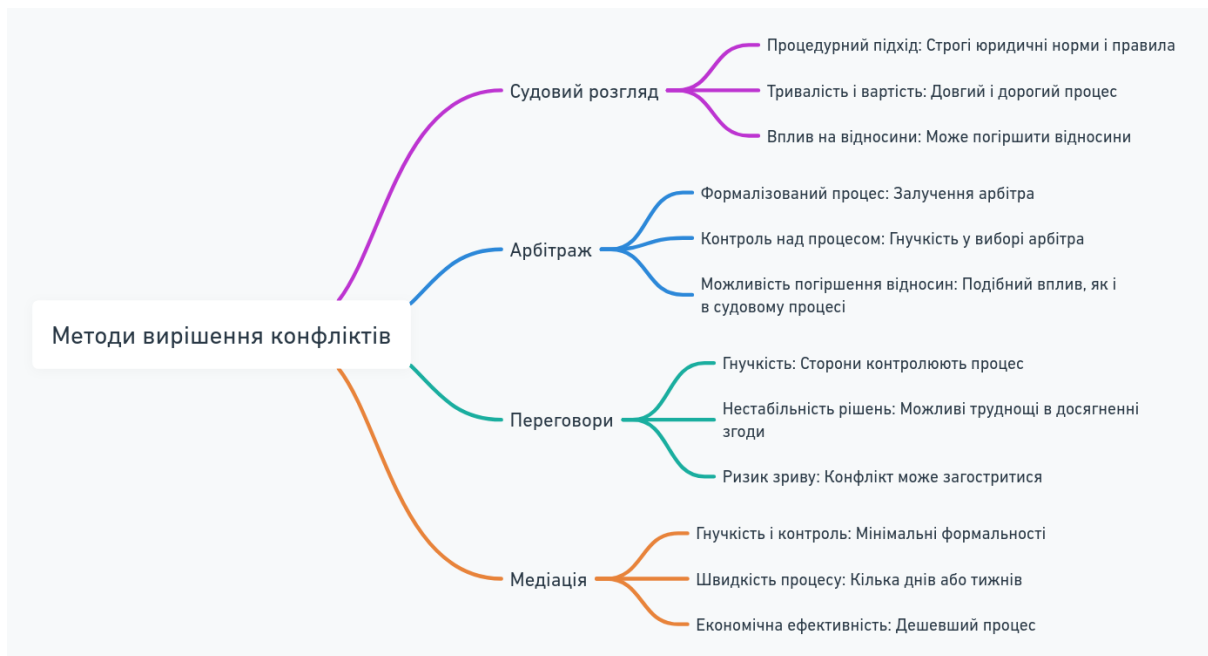 Методи вирішення конфліктів
Судовий розгляд
Процедурний підхід: Строгі юридичні норми і правила
Тривалість і вартість: Довгий і дорогий процес
Вплив на відносини: Може погіршити відносини
Арбітраж
Формалізований процес: Залучення арбітра
Контроль над процесом: Гнучкість у виборі арбітра
Можливість погіршення відносин: Подібний вплив, як і
в судовому процесі
Переговори
Гнучкість: Сторони контролюють процес
Нестабільність рішень: Можливі труднощі в досягненні
згоди
Ризик зриву: Конфлікт може загостритися
Медіація
Гнучкість і контроль: Мінімальні формальності
Швидкість процесу: Кілька днів або тижнів
Економічна ефективність: Дешевший процес